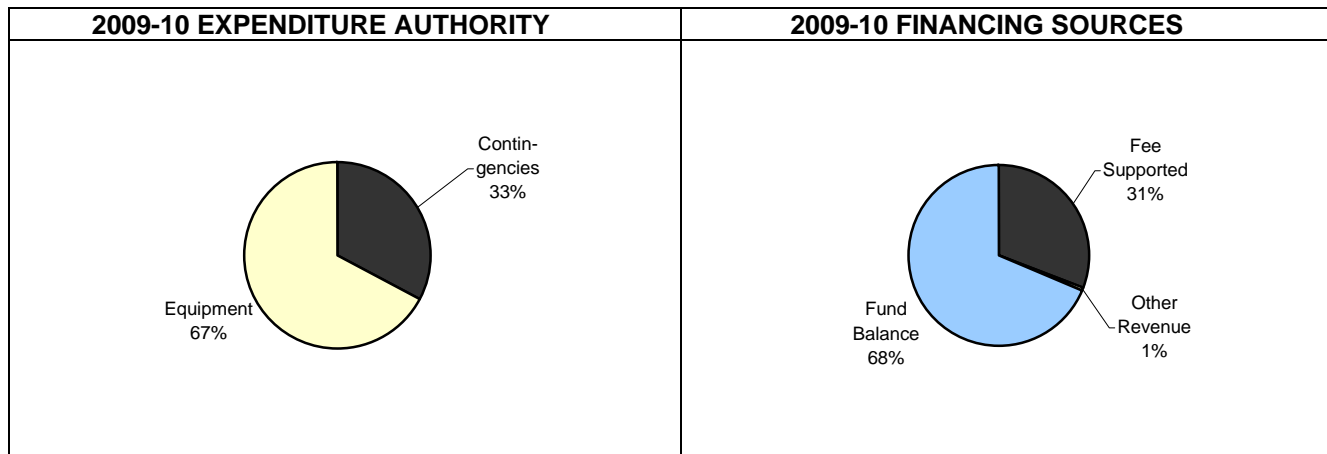 2009-10 EXPENDITURE AUTHORITY
Contin-
gencies
33%
Equipment
67%
2009-10 FINANCING SOURCES
Fee
Supported
31%
Other
Revenue
1%
Fund
Balance
68%